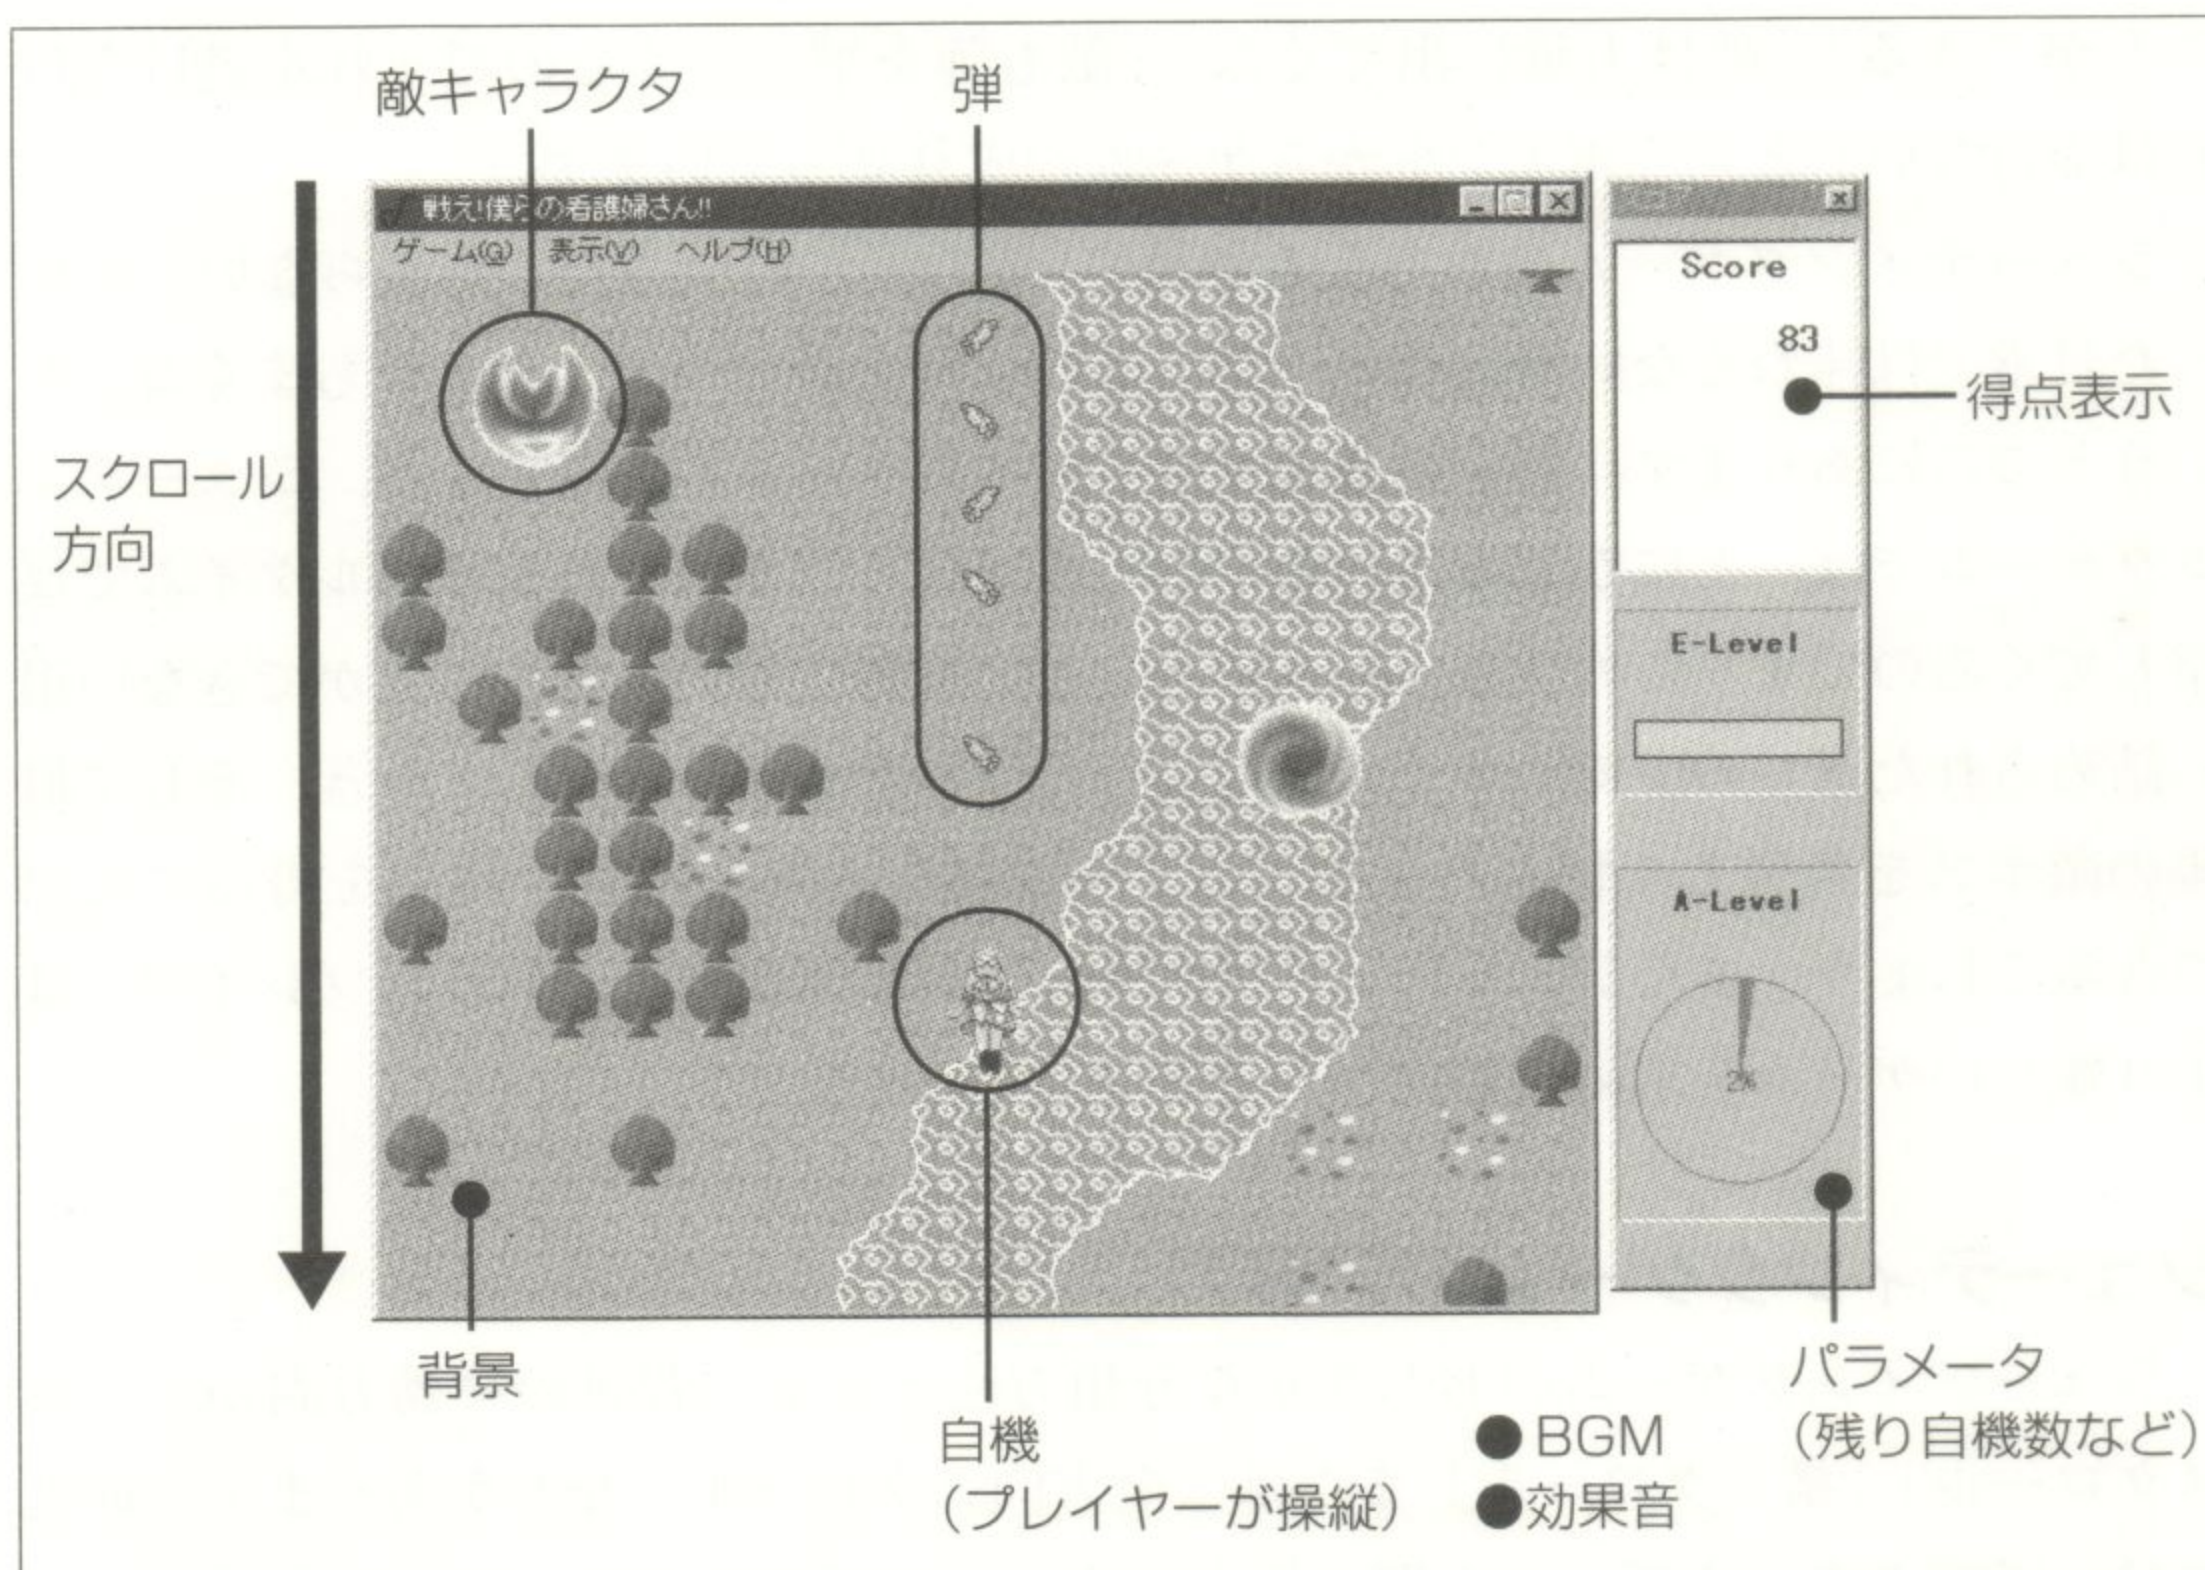 敵キャラクタ
弾
戦え!僕らの看護婦さん!!
ゲーム(G) 表示(V) ヘルプ(H)
Score
83
得点表示
スクロール
方向
E-Level
A-Level
2%
背景
自機
(プレイヤーが操縦)
●BGM
●効果音
パラメータ
(残り自機数など)